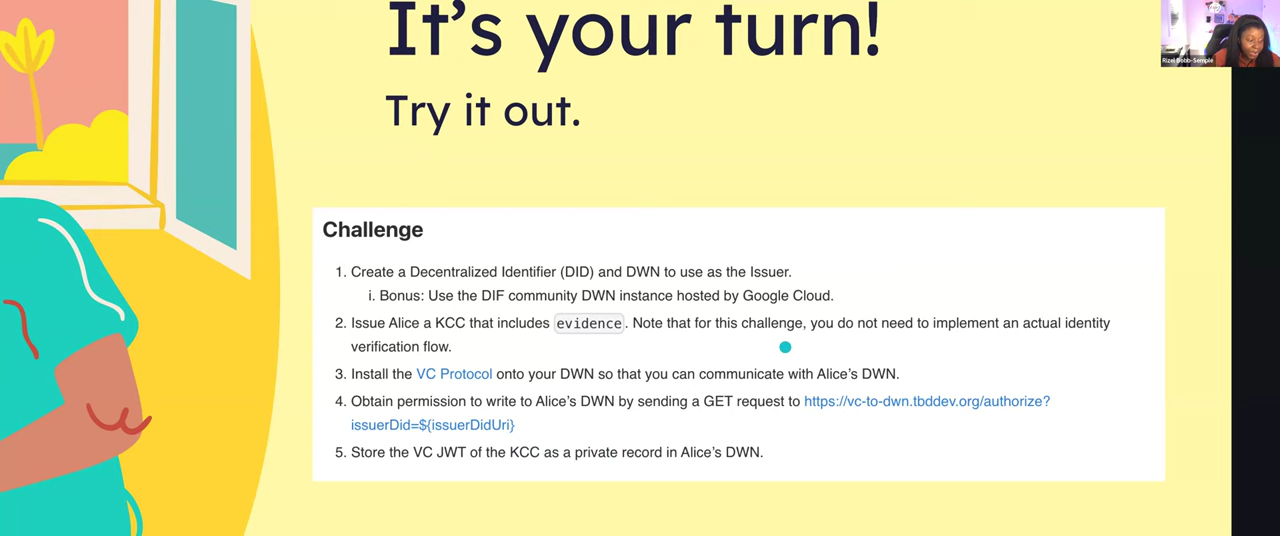 It's your turn!
Try it out.
Rizel Bobb-Semple
Challenge
1. Create a Decentralized Identifier (DID) and DWN to use as the Issuer.
i. Bonus: Use the DIF community DWN instance hosted by Google Cloud.
2. Issue Alice a KCC that includes evidence. Note that for this challenge, you do not need to implement an actual identity
verification flow.
3. Install the VC Protocol onto your DWN so that you can communicate with Alice's DWN.
4. Obtain permission to write to Alice's DWN by sending a GET request to https://vc-to-dwn.tbddev.org/authorize?
issuerDid=${issuerDidUri}
5. Store the VC JWT of the KCC as a private record in Alice's DWN.